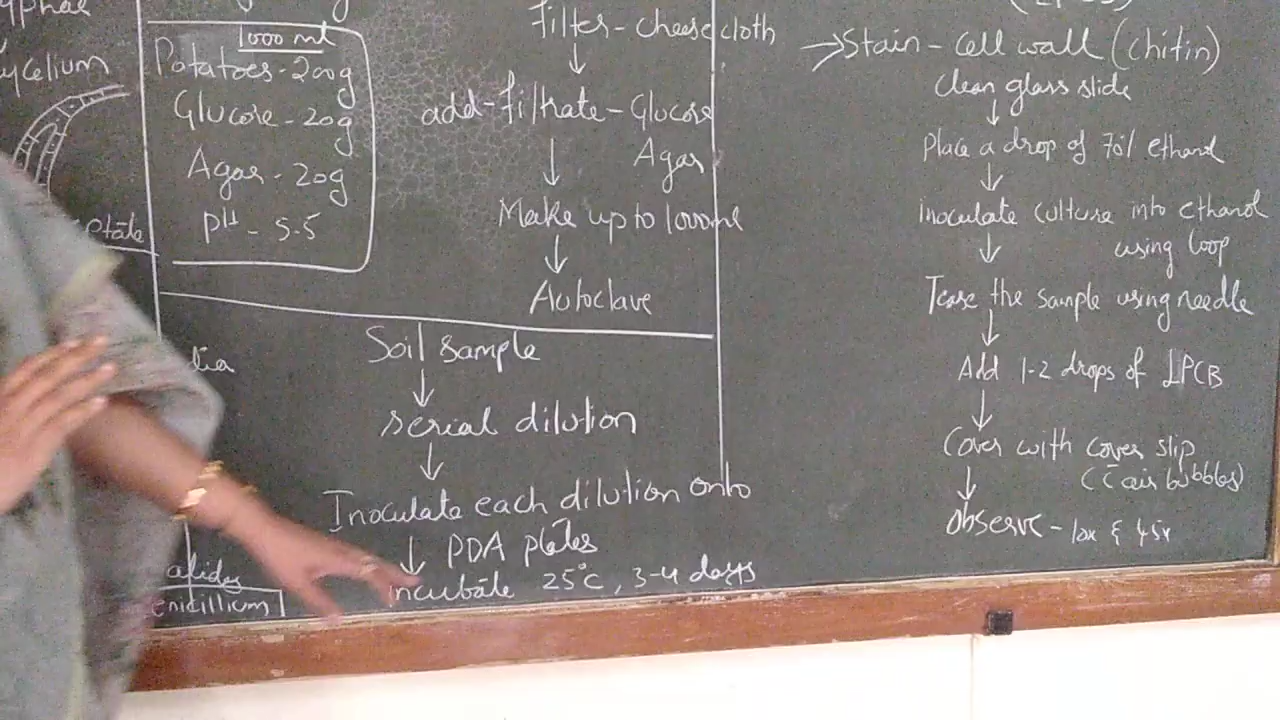 1000 ml
Potatoes - 200g
Glucose - 20g
Agar - 20g
pH - 5.5
Filter - cheese cloth
add - filtrate - Glucose
Agar
Make up to 1000ml
Autoclave
Soil sample
serial dilution
Inoculate each dilution onto
PDA plates
incubate 25°C, 3-4 days
→ Stain - Cell wall (chitin)
Clean glass slide
Place a drop of 70% ethanol
Inoculate culture into ethanol
using loop
Tease the sample using needle
Add 1-2 drops of LPCB
Cover with cover slip
(c̄ air bubbles)
Observe - 10x & 45x